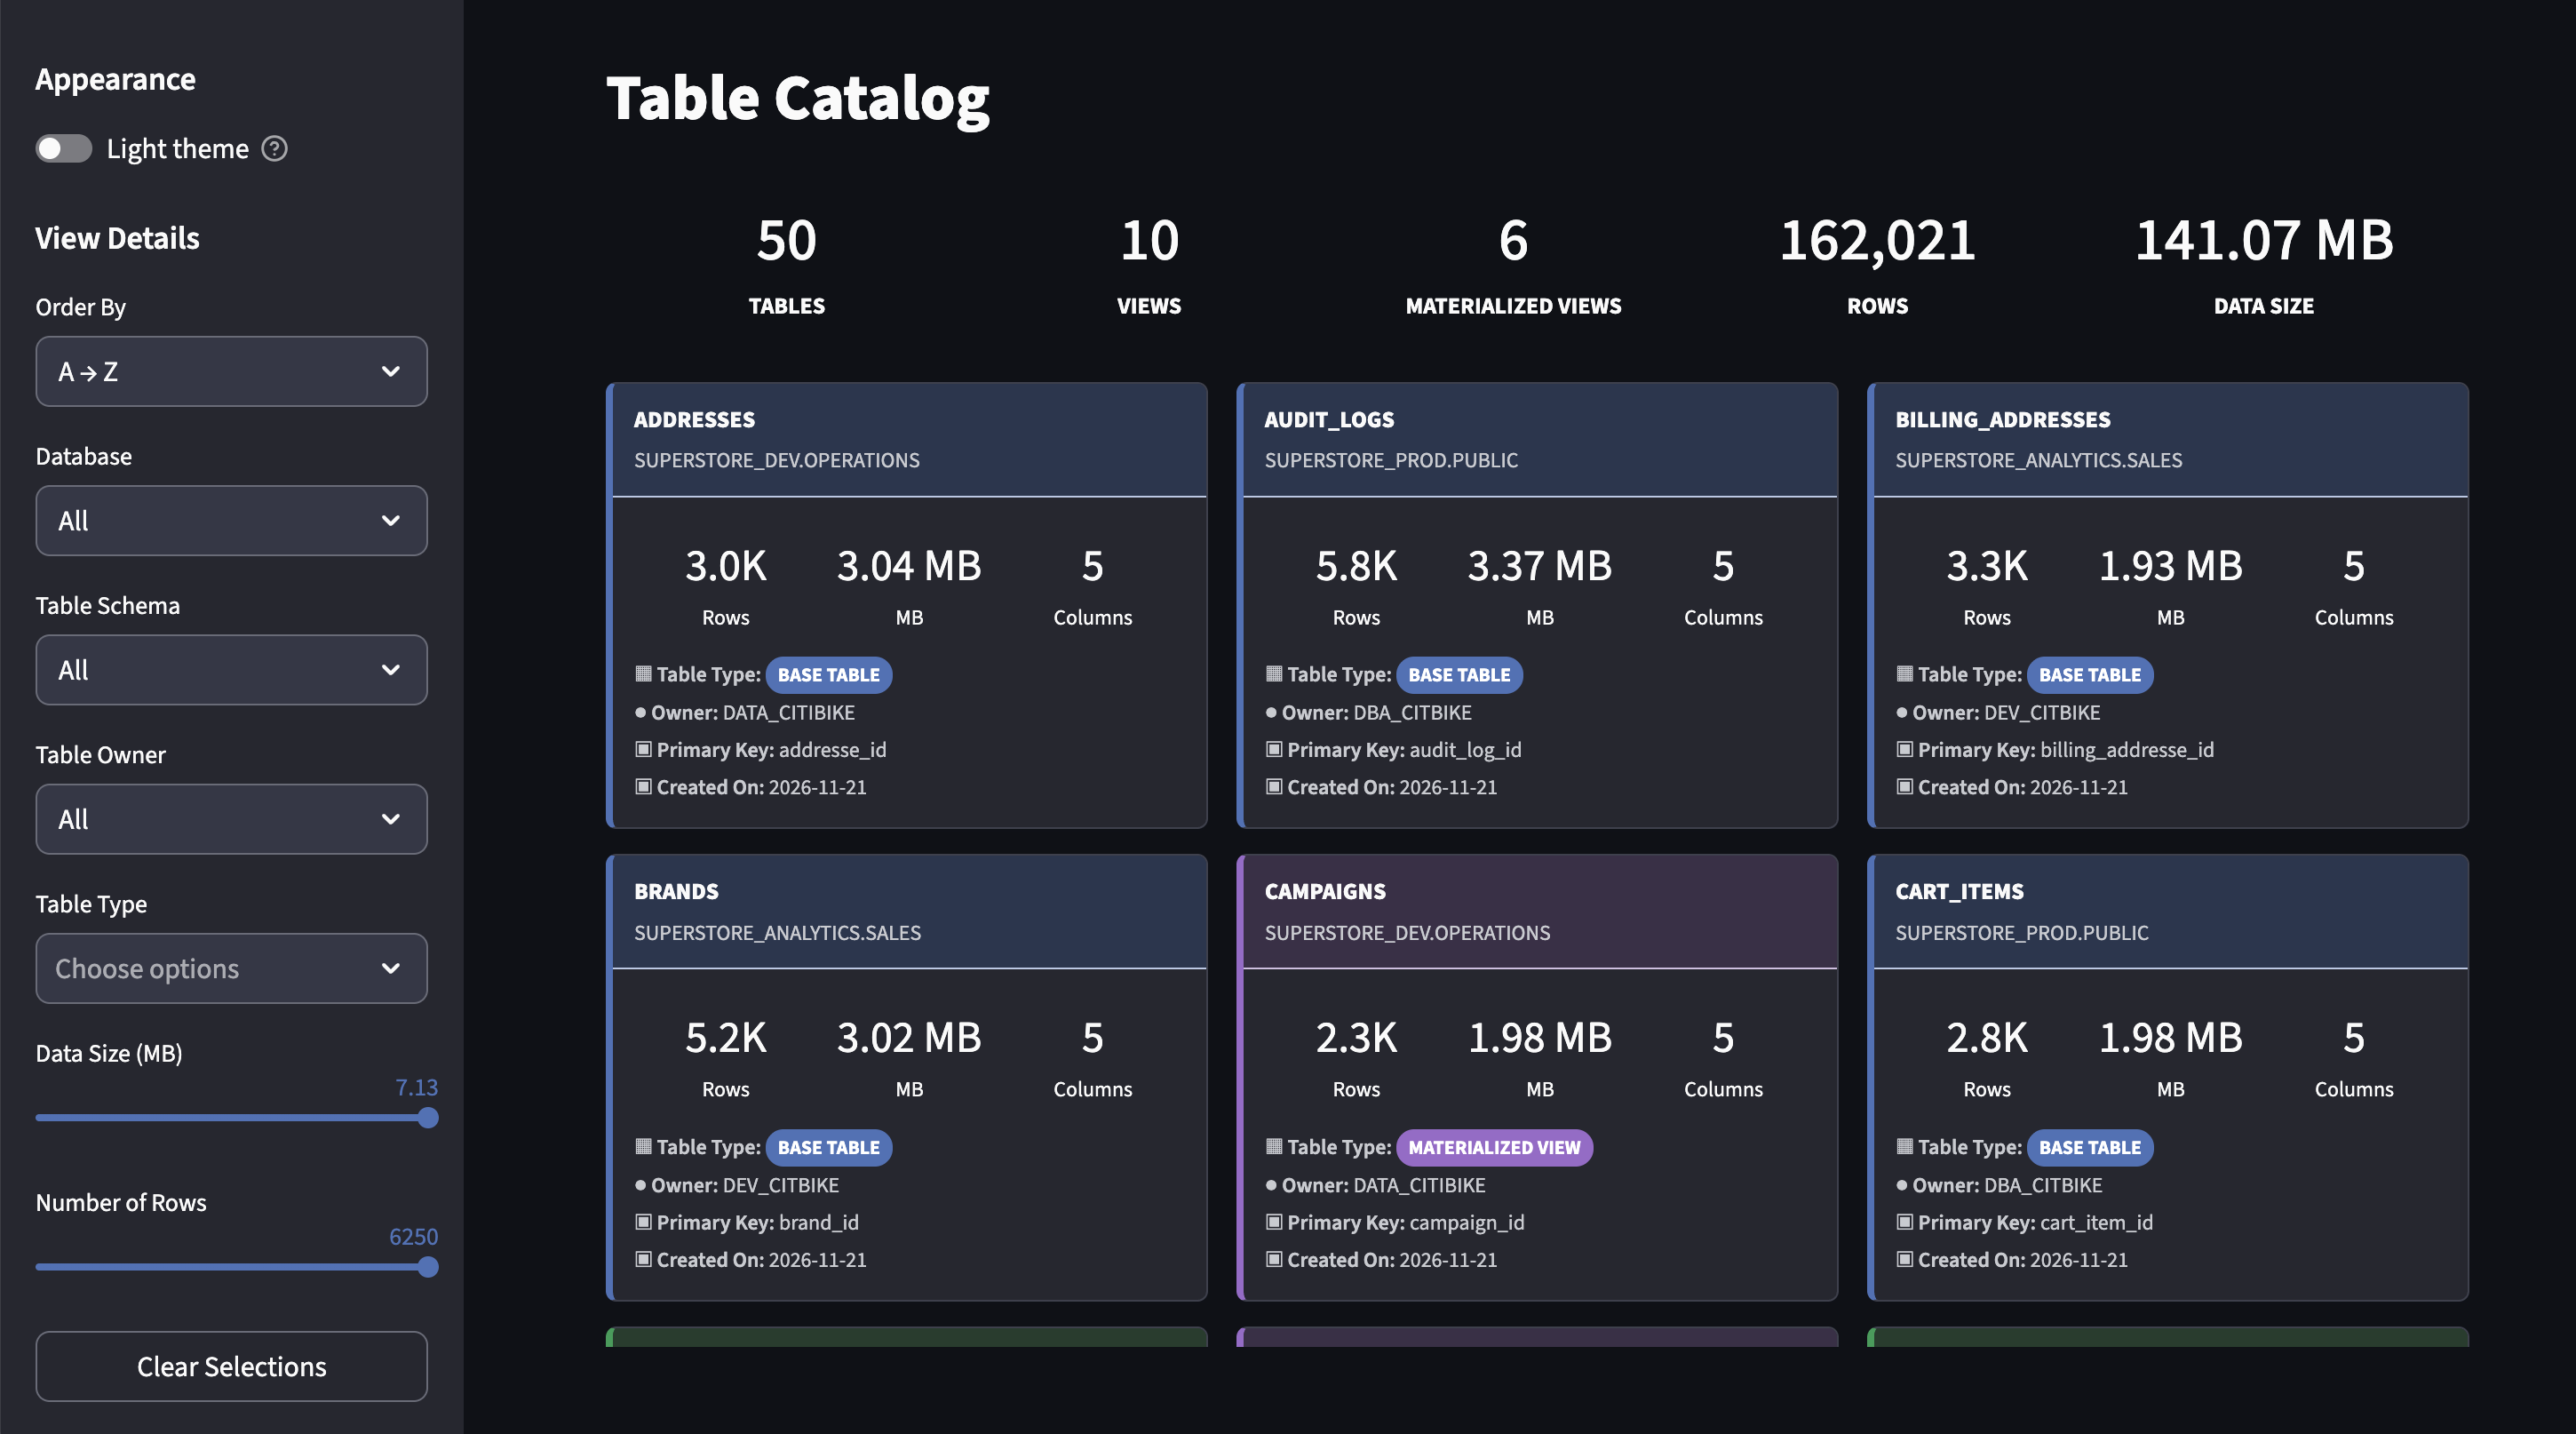 Appearance
Light theme
View Details
Order By
A → Z
Database
All
Table Schema
All
Table Owner
All
Table Type
Choose options
Data Size (MB)
7.13
Number of Rows
6250
Clear Selections
Table Catalog
50 10 6 162,021 141.07 MB
TABLES VIEWS MATERIALIZED VIEWS ROWS DATA SIZE
ADDRESSES
SUPERSTORE_DEV.OPERATIONS
3.0K 3.04 MB 5
Rows MB Columns
Table Type: BASE TABLE
Owner: DATA_CITIBIKE
Primary Key: addresse_id
Created On: 2026-11-21
AUDIT_LOGS
SUPERSTORE_PROD.PUBLIC
5.8K 3.37 MB 5
Rows MB Columns
Table Type: BASE TABLE
Owner: DBA_CITBIKE
Primary Key: audit_log_id
Created On: 2026-11-21
BILLING_ADDRESSES
SUPERSTORE_ANALYTICS.SALES
3.3K 1.93 MB 5
Rows MB Columns
Table Type: BASE TABLE
Owner: DEV_CITBIKE
Primary Key: billing_addresse_id
Created On: 2026-11-21
BRANDS
SUPERSTORE_ANALYTICS.SALES
5.2K 3.02 MB 5
Rows MB Columns
Table Type: BASE TABLE
Owner: DEV_CITBIKE
Primary Key: brand_id
Created On: 2026-11-21
CAMPAIGNS
SUPERSTORE_DEV.OPERATIONS
2.3K 1.98 MB 5
Rows MB Columns
Table Type: MATERIALIZED VIEW
Owner: DATA_CITIBIKE
Primary Key: campaign_id
Created On: 2026-11-21
CART_ITEMS
SUPERSTORE_PROD.PUBLIC
2.8K 1.98 MB 5
Rows MB Columns
Table Type: BASE TABLE
Owner: DBA_CITBIKE
Primary Key: cart_item_id
Created On: 2026-11-21